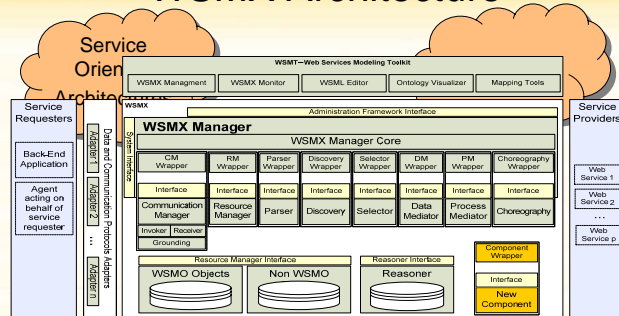 WSMX Architecture
Service
Orien
Architectures
WSMT—Web Services Modeling Toolkit
WSMX Managment
WSMX Monitor
WSML Editor
Ontology Visualizer
Mapping Tools
Service
Requesters
Back-End
Application
Agent
acting on
behalf of
service
requester
Data and Communication Protocols Adapters
Adapter 1
Adapter 2
...
Adapter n
WSMX
System Interface
Administration Framework Interface
WSMX Manager
WSMX Manager Core
CM
Wrapper
RM
Wrapper
Parser
Wrapper
Discovery
Wrapper
Selector
Wrapper
DM
Wrapper
PM
Wrapper
Choreography
Wrapper
Interface
Interface
Interface
Interface
Interface
Interface
Interface
Interface
Communication
Manager
Resource
Manager
Parser
Discovery
Selector
Data
Mediator
Process
Mediator
Choreography
Invoker
Receiver
Grounding
Resource Manager Interface
WSMO Objects
Non WSMO
Reasoner Interface
Reasoner
Component
Wrapper
Interface
New
Component
Service
Providers
Web
Service 1
Web
Service 2
...
Web
Service p